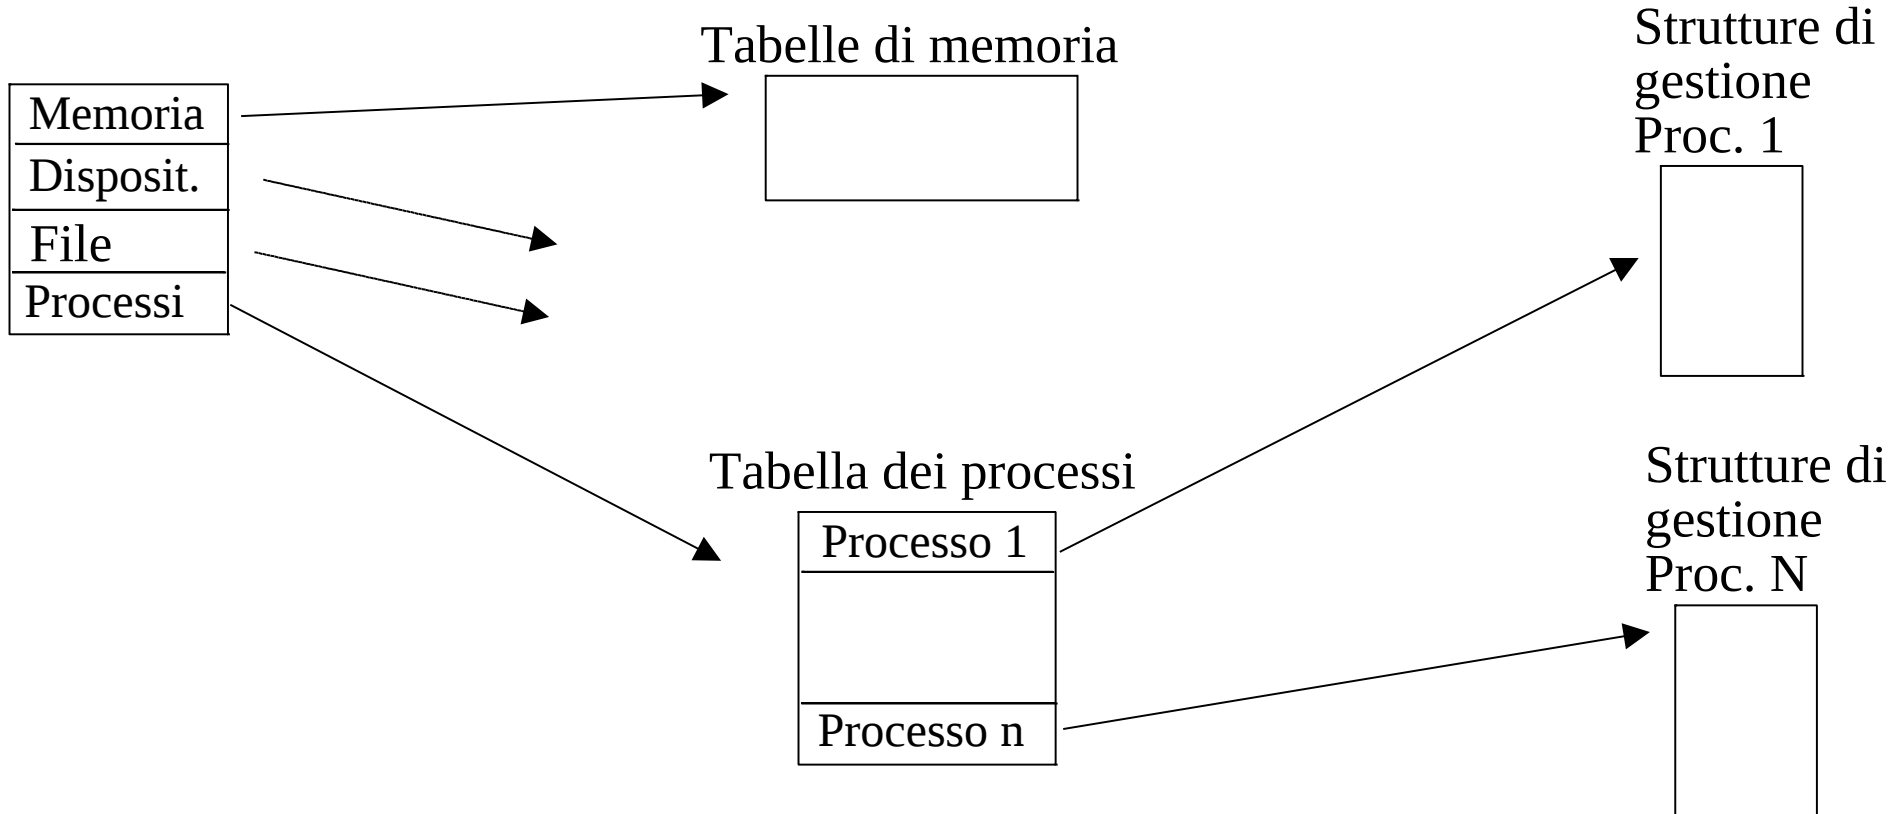 Memoria
Disposit.
File
Processi
Tabelle di memoria
Tabella dei processi
Processo 1
Processo n
Strutture di
gestione
Proc. 1
Strutture di
gestione
Proc. N